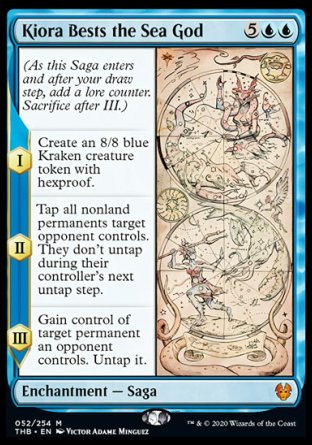 Kiora Bests the Sea God 5
(As this Saga enters
and after your draw
step, add a lore counter.
Sacrifice after III.)
I
Create an 8/8 blue
Kraken creature
token with
hexproof.
II
Tap all nonland
permanents target
opponent controls.
They don't untap
during their
controller's next
untap step.
III
Gain control of
target permanent
an opponent
controls. Untap it.
Enchantment — Saga
052/254 M
THB • EN Victor Adame Minguez
™ & © 2020 Wizards of the Coast